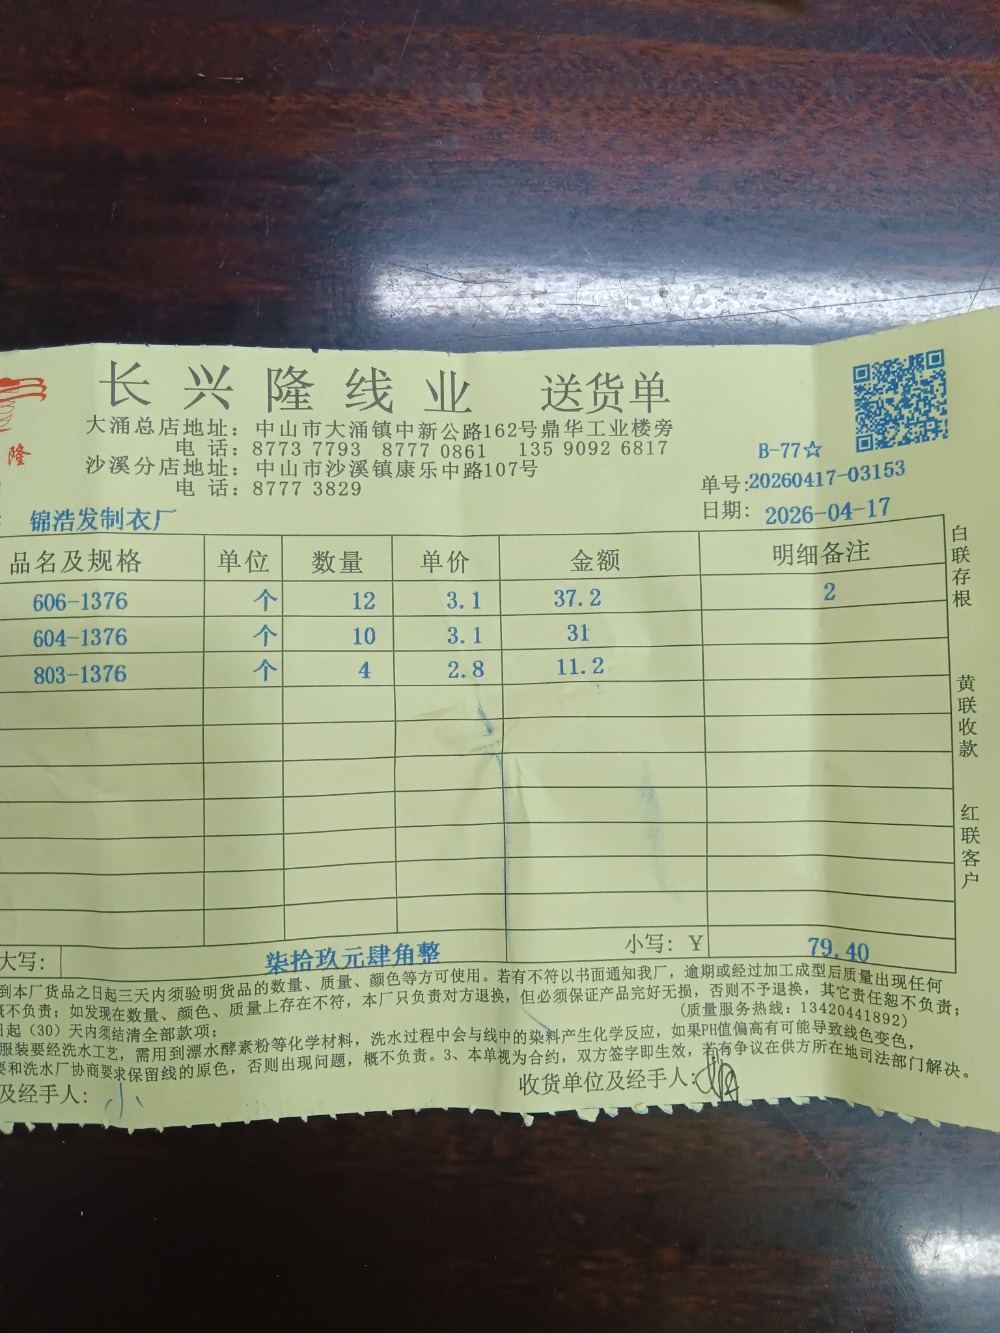 长兴隆线业 送货单
隆
大涌总店地址：中山市大涌镇中新公路162号鼎华工业楼旁
电 话：8773 7793 8777 0861 135 9092 6817
沙溪分店地址：中山市沙溪镇康乐中路107号
电 话：8777 3829
B-77☆
单号:20260417-03153
日期：2026-04-17
锦浩发制衣厂
品名及规格 单位 数量 单价 金额 明细备注
606-1376 个 12 3.1 37.2 2
604-1376 个 10 3.1 31
803-1376 个 4 2.8 11.2
白联存根
黄联收款
红联客户
大写： 柒拾玖元肆角整 小写：￥ 79.40
到本厂货品之日起三天内须验明货品的数量、质量、颜色等方可使用。若有不符以书面通知我厂，逾期或经过加工成型后质量出现任何
概不负责；如发现在数量、颜色、质量上存在不符，本厂只负责对方退换，但必须保证产品完好无损，否则不予退换，其它责任恕不负责；
日起（30）天内须结清全部款项； (质量服务热线：13420441892)
服装要经洗水工艺，需用到漂水酵素粉等化学材料，洗水过程中会与线中的染料产生化学反应，如果PH值偏高有可能导致线色变色，
要和洗水厂协商要求保留线的原色，否则出现问题，概不负责。3、本单视为合约，双方签字即生效，若有争议在供方所在地司法部门解决。
及经手人： 小 收货单位及经手人: